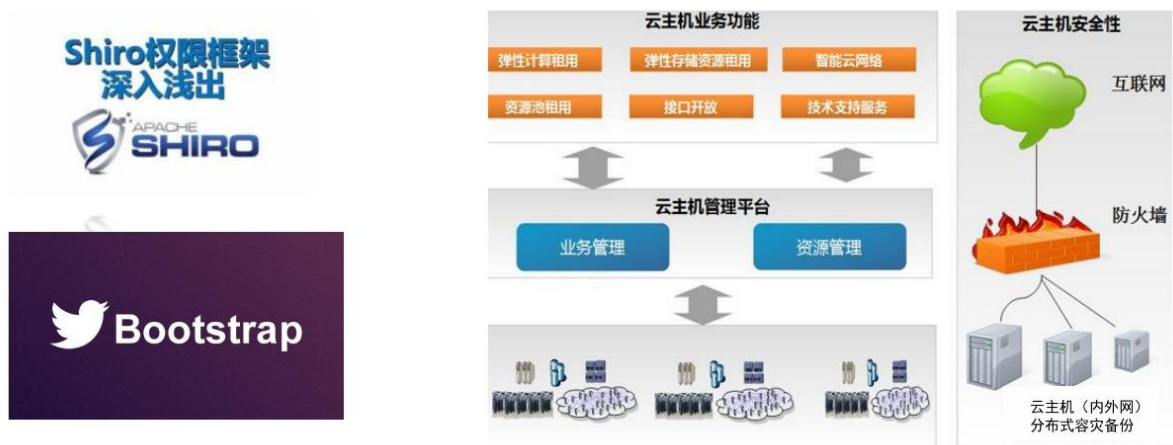 Shiro权限框架
深入浅出
APACHE
SHIRO
Bootstrap
云主机业务功能
弹性计算租用
弹性存储资源租用
智能云网络
资源池租用
接口开放
技术支持服务
云主机管理平台
业务管理
资源管理
云主机安全性
互联网
防火墙
云主机（内外网）
分布式容灾备份